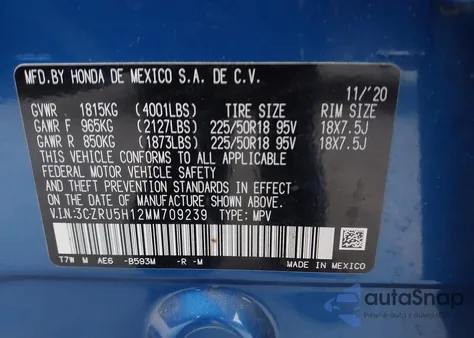 MFD.BY HONDA DE MEXICO S.A. DE C.V.
11/'20
GVWR 1815KG (4001LBS) TIRE SIZE RIM SIZE
GAWR F 965KG (2127LBS) 225/50R18 95V 18X7.5J
GAWR R 850KG (1873LBS) 225/50R18 95V 18X7.5J
THIS VEHICLE CONFORMS TO ALL APPLICABLE
FEDERAL MOTOR VEHICLE SAFETY
AND THEFT PREVENTION STANDARDS IN EFFECT
ON THE DATE OF MANUFACTURE SHOWN ABOVE.
V.I.N:3CZRU5H12MM709239 TYPE: MPV
T7W M AE6 -B593M -R -M
MADE IN MEXICO
autoSnap